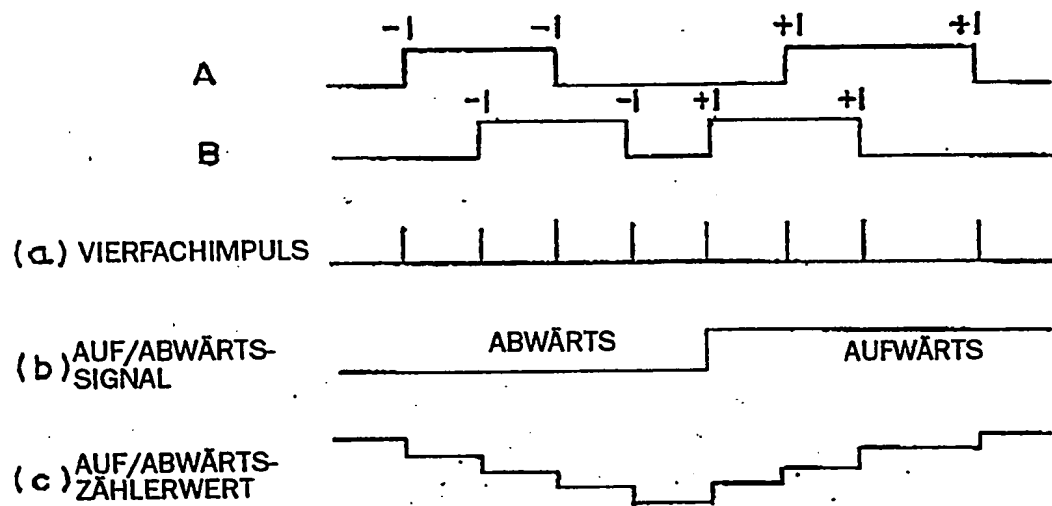 -1 -1 +1 +1
A
-1 -1 +1 +1
B
(a) VIERFACHIMPULS
ABWÄRTS AUFWÄRTS
(b) AUF/ABWÄRTS-
SIGNAL
(c) AUF/ABWÄRTS-
ZÄHLERWERT